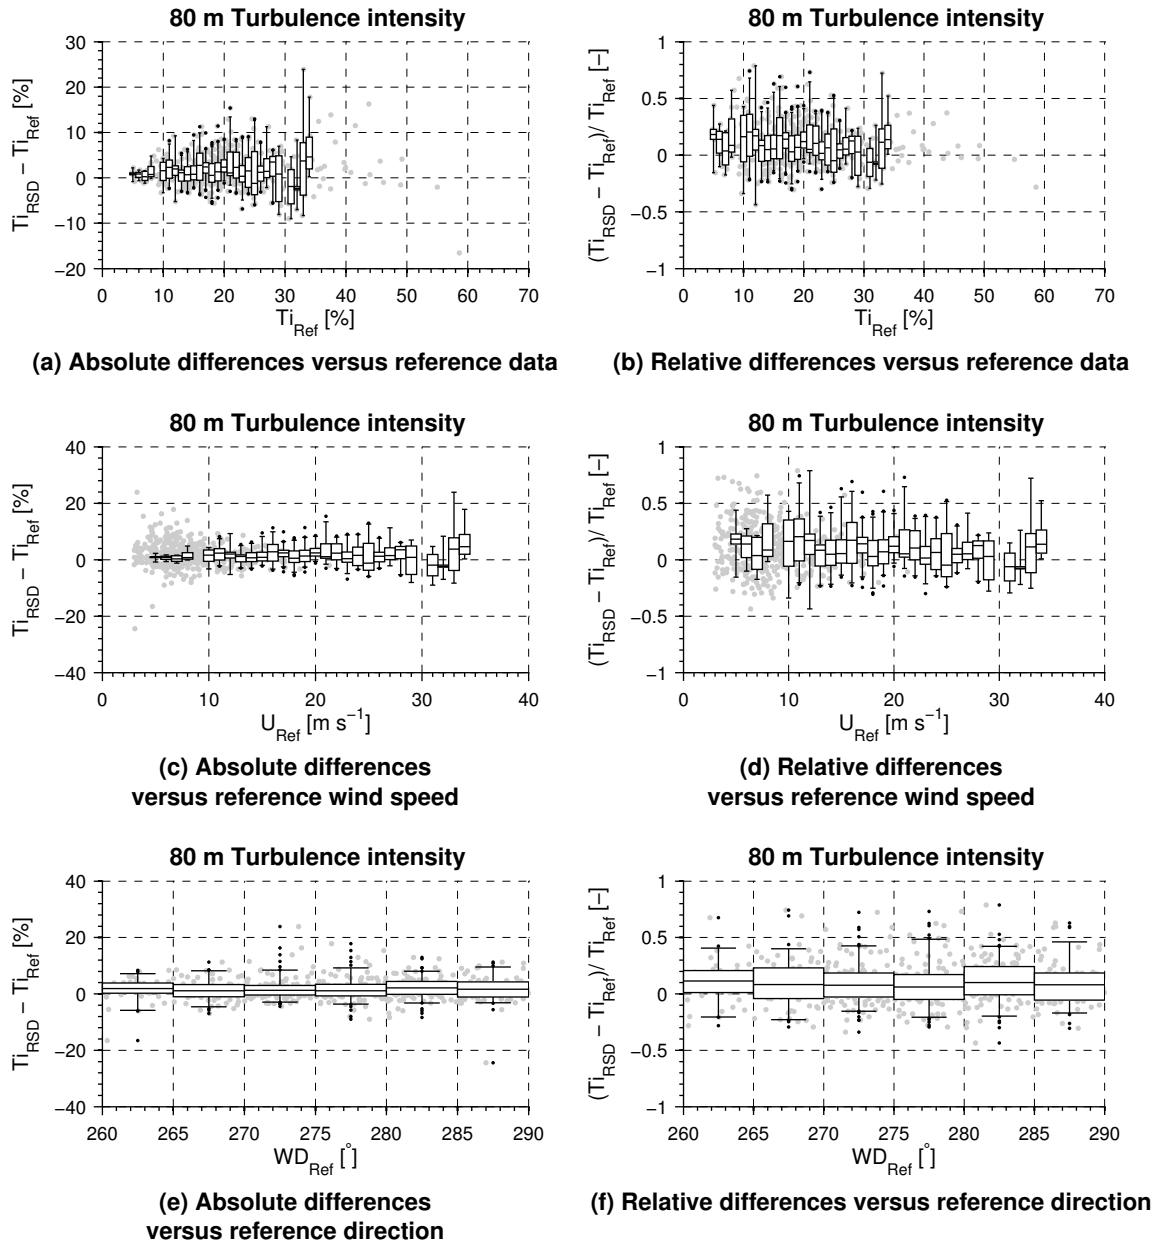 80 m Turbulence intensity
80 m Turbulence intensity
Ti_RSD − Ti_Ref [%]
30
20
10
0
−10
−20
0 10 20 30 40 50 60 70
Ti_Ref [%]
(Ti_RSD − Ti_Ref)/ Ti_Ref [−]
1
0.5
0
−0.5
−1
0 10 20 30 40 50 60 70
Ti_Ref [%]
(a) Absolute differences versus reference data
(b) Relative differences versus reference data
80 m Turbulence intensity
80 m Turbulence intensity
Ti_RSD − Ti_Ref [%]
40
20
0
−20
−40
0 10 20 30 40
U_Ref [m s⁻¹]
(Ti_RSD − Ti_Ref)/ Ti_Ref [−]
1
0.5
0
−0.5
−1
0 10 20 30 40
U_Ref [m s⁻¹]
(c) Absolute differences
versus reference wind speed
(d) Relative differences
versus reference wind speed
80 m Turbulence intensity
80 m Turbulence intensity
Ti_RSD − Ti_Ref [%]
40
20
0
−20
−40
260 265 270 275 280 285 290
WD_Ref [°]
(Ti_RSD − Ti_Ref)/ Ti_Ref [−]
1
0.5
0
−0.5
−1
260 265 270 275 280 285 290
WD_Ref [°]
(e) Absolute differences
versus reference direction
(f) Relative differences versus reference direction